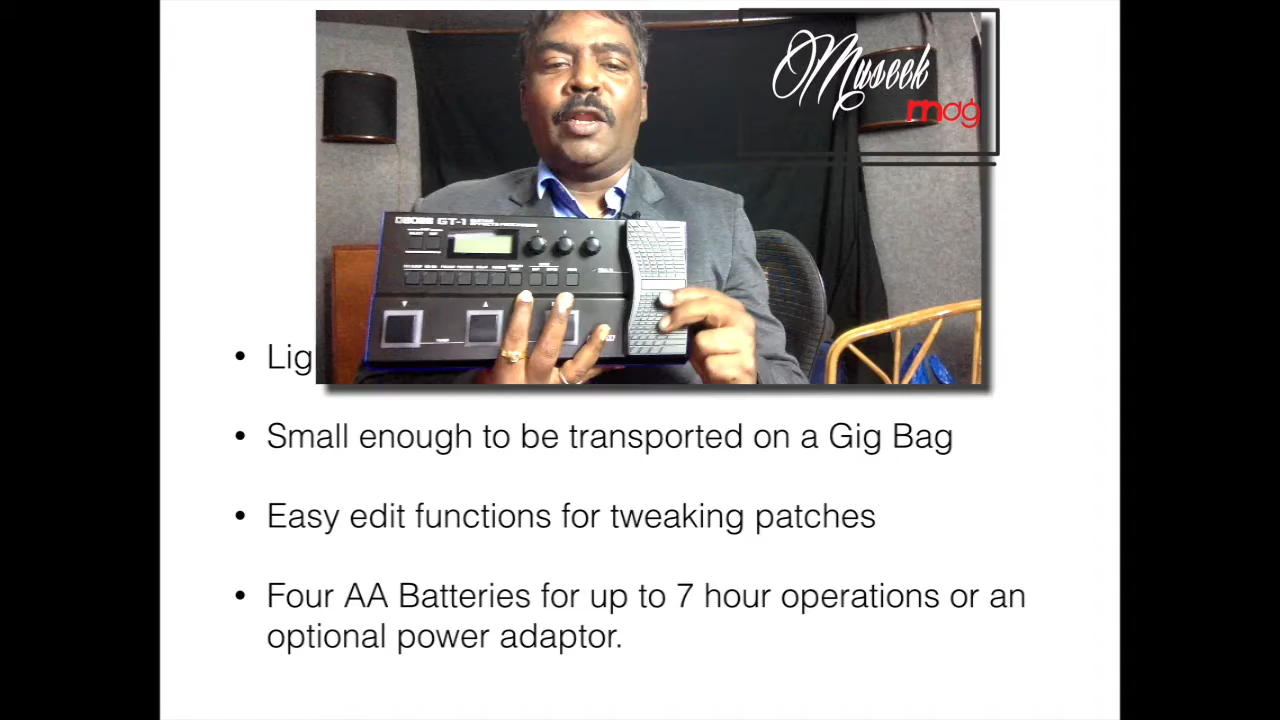 Museek
mag
BOSS GT-1
• Lig
• Small enough to be transported on a Gig Bag
• Easy edit functions for tweaking patches
• Four AA Batteries for up to 7 hour operations or an
optional power adaptor.